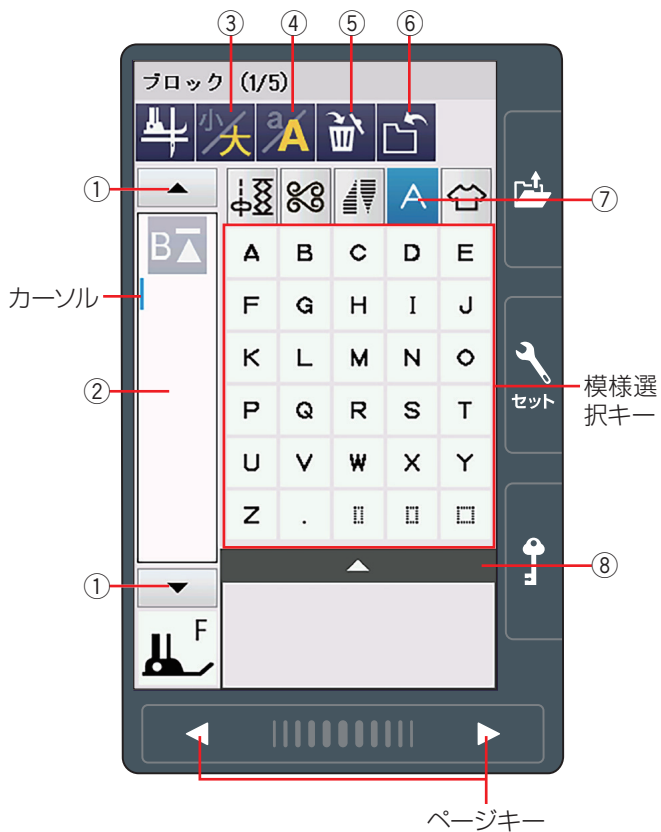 ③ ④ ⑤ ⑥
ブロック (1/5)
小/大 a/A
①
A
⑦
B
カーソル
A B C D E
F G H I J
K L M N O
②
P Q R S T
U V W X Y
Z .
模様選
択キー
セット
①
⑧
F
ページキー